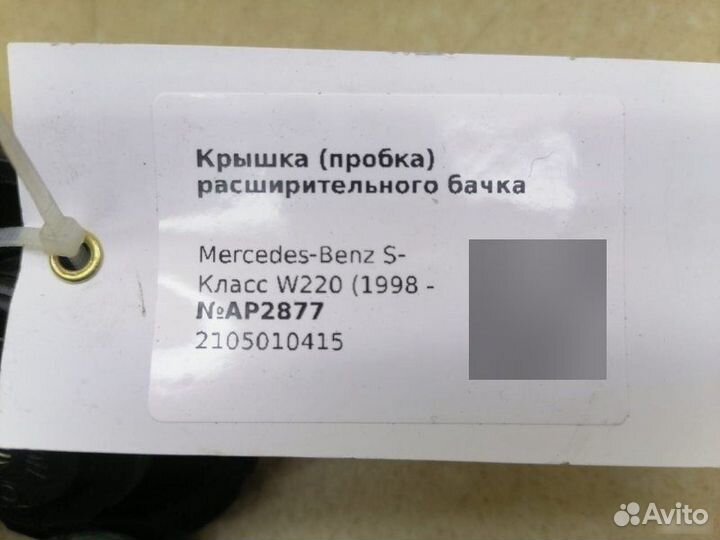 Крышка (пробка)
расширительного бачка
Mercedes-Benz S-
Класс W220 (1998 -
№AP2877
2105010415
Avito